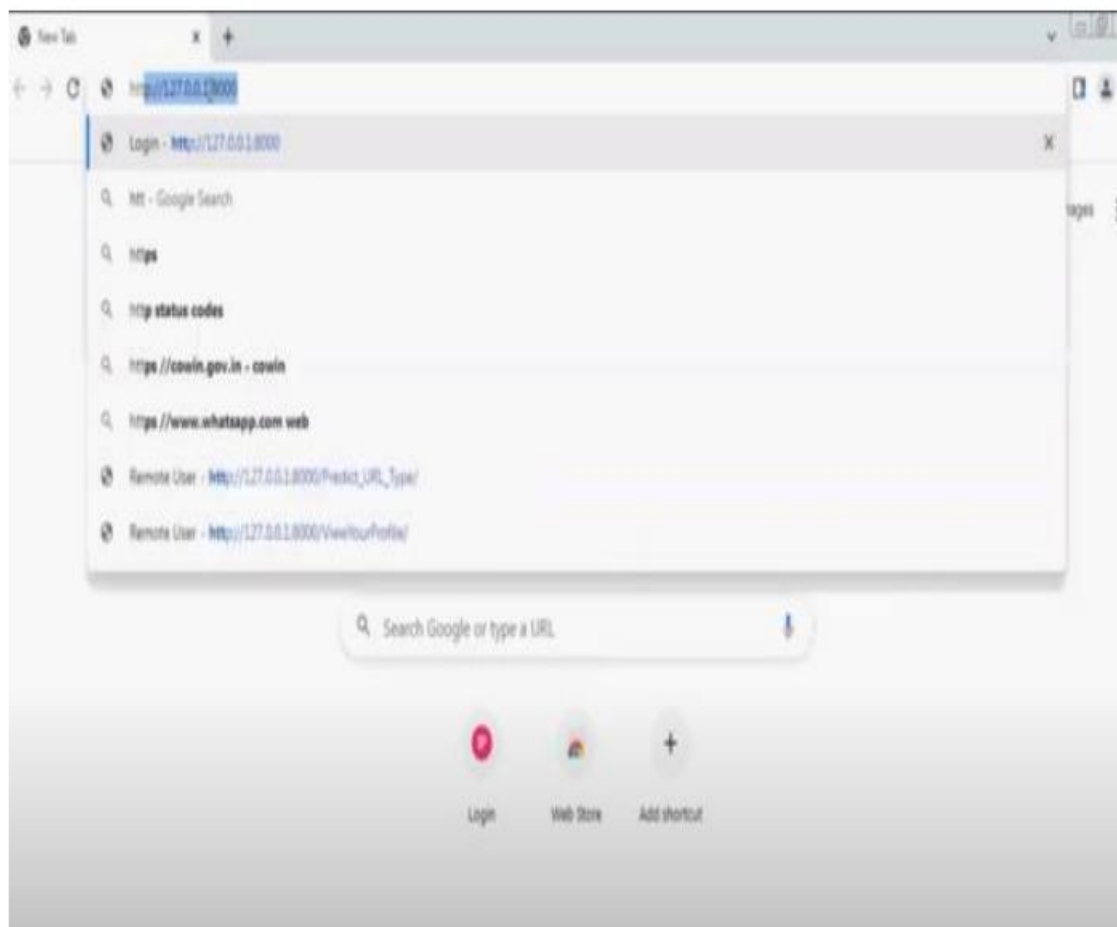 New Tab
http://127.0.0.1:8000
Login - http://127.0.0.1:8000
htt - Google Search
https
http status codes
https //cowin.gov.in - cowin
https //www.whatsapp.com web
Remote User - http://127.0.0.1:8000/Predict_URL_Type/
Remote User - http://127.0.0.1:8000/ViewYourProfile/
Search Google or type a URL
Login Web Store Add shortcut